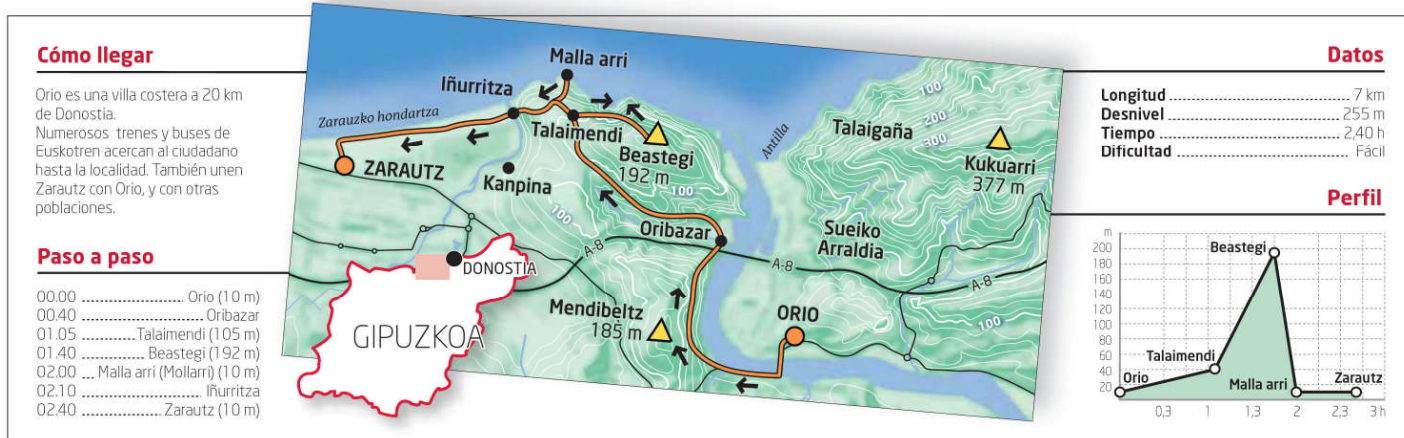 Cómo llegar
Orio es una villa costera a 20 km
de Donostia.
Numerosos trenes y buses de
Euskotren acercan al ciudadano
hasta la localidad. También unen
Zarautz con Orio, y con otras
poblaciones.
Paso a paso
00.00 ............... Orio (10 m)
00.40 ............... Oribazar
01.05 ............... Talaimendi (105 m)
01.40 ............... Beastegi (192 m)
02.00 ... Malla arri (Mollarri) (10 m)
02.10 ............... Iñurritza
02.40 ............... Zarautz (10 m)
Malla arri
Iñurritza
Zarauzko hondartza
Talaimendi
ZARAUTZ
Beastegi
192 m
100
Kanpina
100
Oribazar
A-8
Antilla
Talaigaña
100
200
300
Kukuarri
377 m
Sueiko
Arraldia
A-8
A-8
100
Mendibeltz
185 m
ORIO
DONOSTIA
GIPUZKOA
Datos
Longitud ............... 7 km
Desnivel ............... 255 m
Tiempo ............... 2,40 h
Dificultad ............... Fácil
Perfil
m
200
180
160
140
120
100
80
60
40
20
Beastegi
Talaimendi
Orio
Malla arri
Zarautz
0,3 1 1,3 2 2,3 3 h